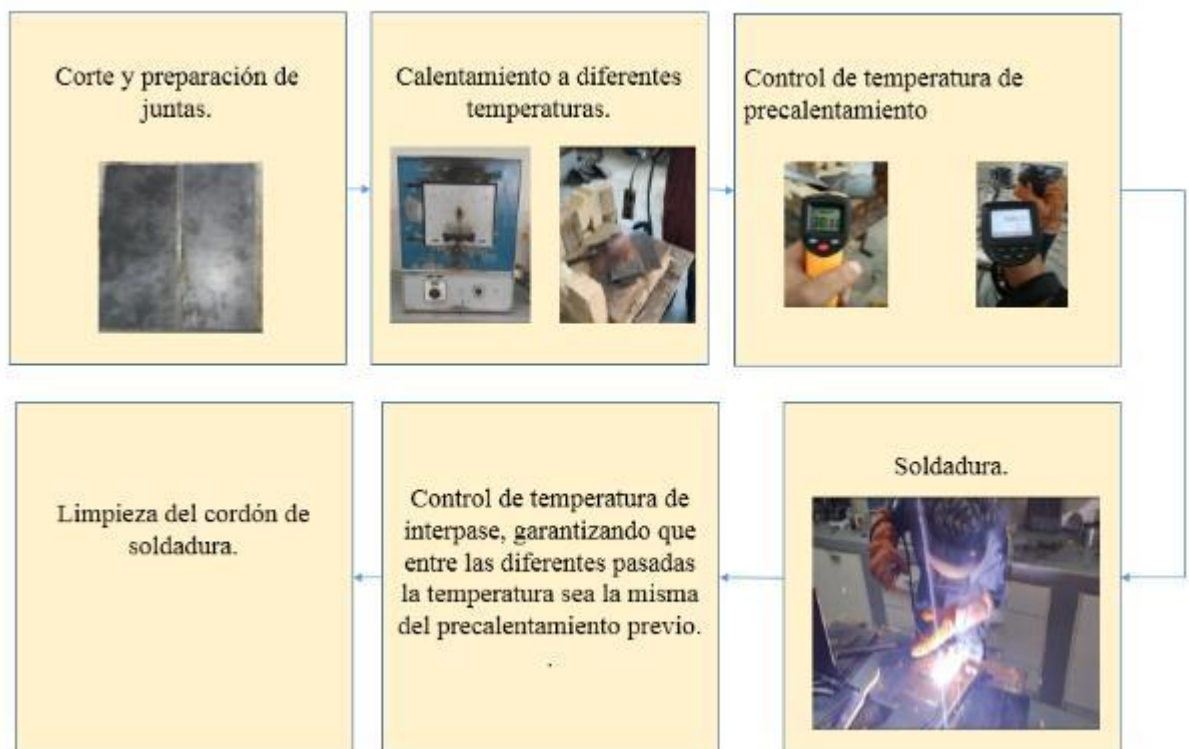 Corte y preparación de
juntas.
Calentamiento a diferentes
temperaturas.
Control de temperatura de
precalentamiento
Soldadura.
Control de temperatura de
interpase, garantizando que
entre las diferentes pasadas
la temperatura sea la misma
del precalentamiento previo.
.
Limpieza del cordón de
soldadura.